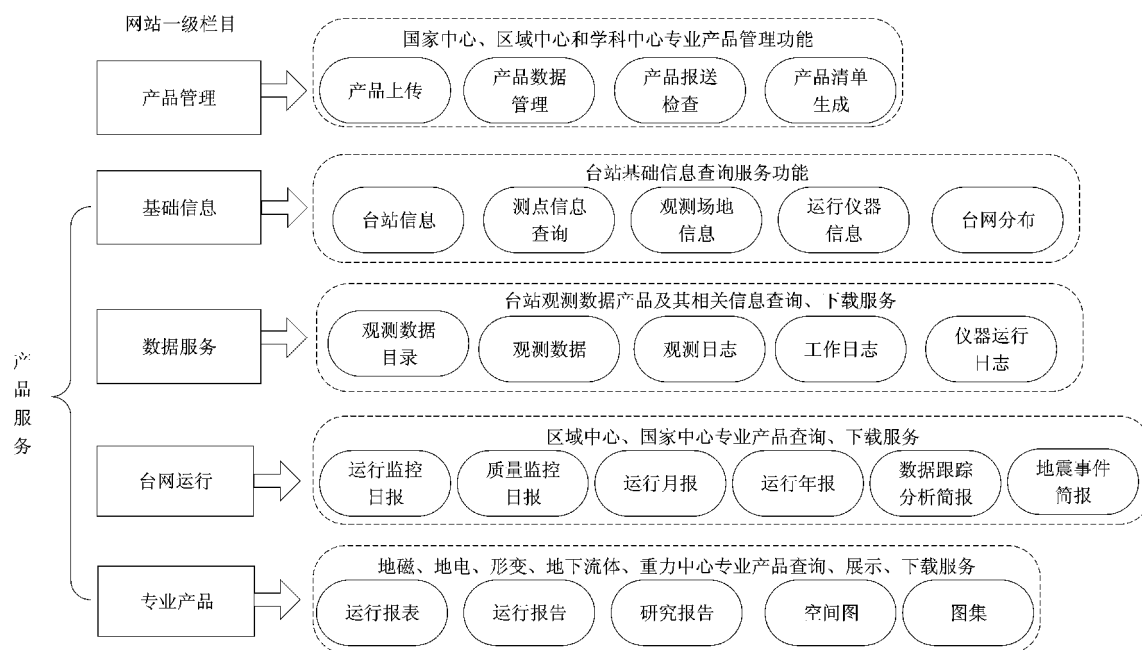 网站一级栏目
国家中心、区域中心和学科中心专业产品管理功能
产品管理
产品上传
产品数据
管理
产品报送
检查
产品清单
生成
台站基础信息查询服务功能
基础信息
台站信息
测点信息
查询
观测场地
信息
运行仪器
信息
台网分布
台站观测数据产品及其相关信息查询、下载服务
数据服务
观测数据
目录
观测数据
观测日志
工作日志
仪器运行
日志
产
品
服
务
区域中心、国家中心专业产品查询、下载服务
台网运行
运行监控
日报
质量监控
日报
运行月报
运行年报
数据跟踪
分析简报
地震事件
简报
地磁、地电、形变、地下流体、重力中心专业产品查询、展示、下载服务
专业产品
运行报表
运行报告
研究报告
空间图
图集